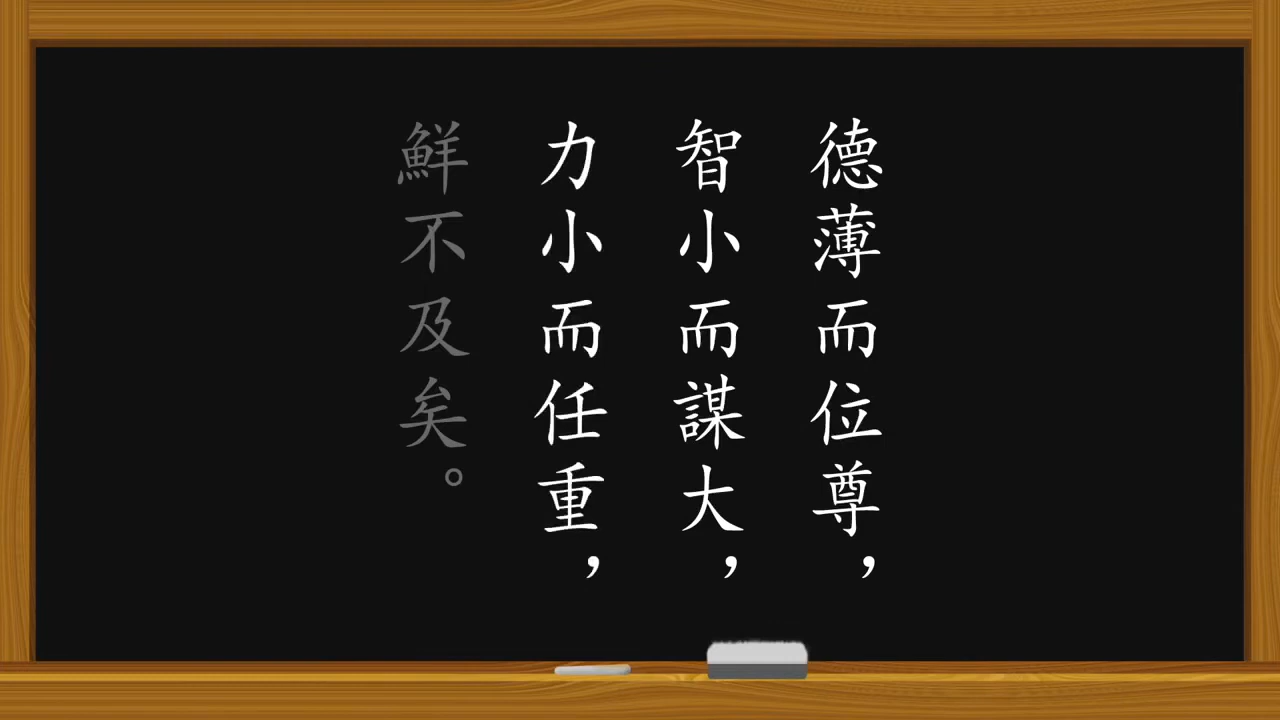 德薄而位尊，
智小而謀大，
力小而任重，
鮮不及矣。